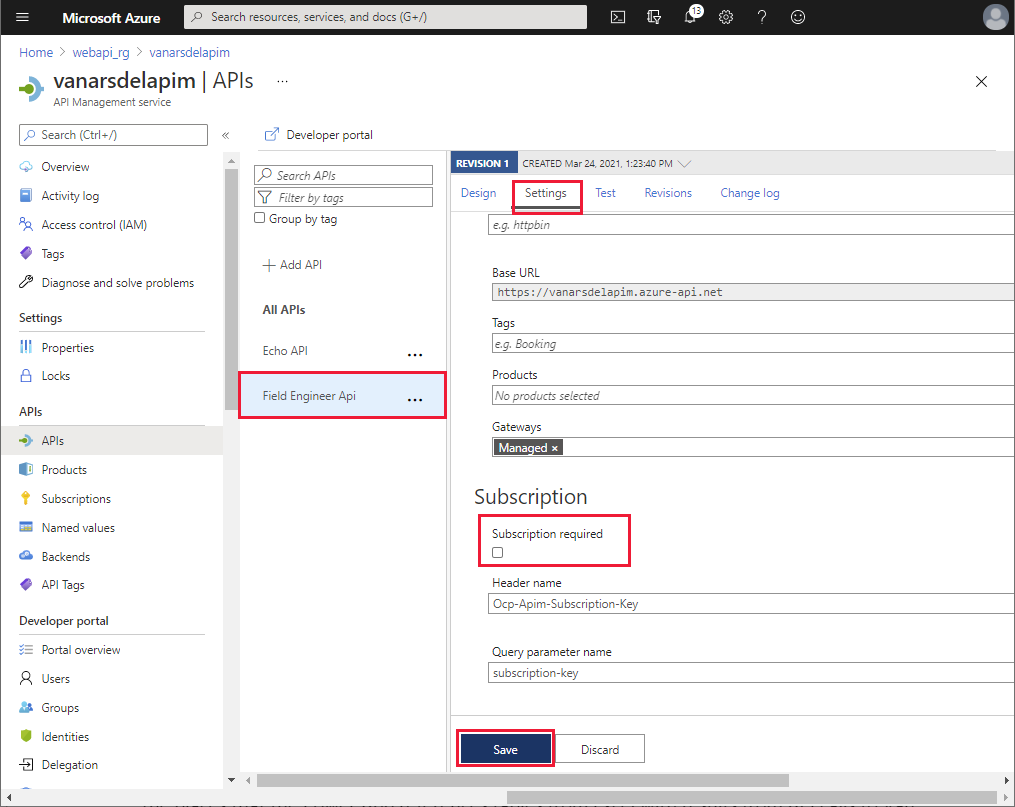 Microsoft Azure
Search resources, services, and docs (G+/)
13
Home > webapi_rg > vanarsdelapim
vanarsdelapim | APIs ...
API Management service
Search (Ctrl+/)
«
Overview
Activity log
Access control (IAM)
Tags
Diagnose and solve problems
Settings
Properties
Locks
APIs
APIs
Products
Subscriptions
Named values
Backends
API Tags
Developer portal
Portal overview
Users
Groups
Identities
Delegation
Developer portal
Search APIs
Filter by tags
Group by tag
+ Add API
All APIs
Echo API ...
Field Engineer Api ...
REVISION 1 CREATED Mar 24, 2021, 1:23:40 PM
Design Settings Test Revisions Change log
e.g. httpbin
Base URL
https://vanarsdelapim.azure-api.net
Tags
e.g. Booking
Products
No products selected
Gateways
Managed ×
Subscription
Subscription required
Header name
Ocp-Apim-Subscription-Key
Query parameter name
subscription-key
Save Discard